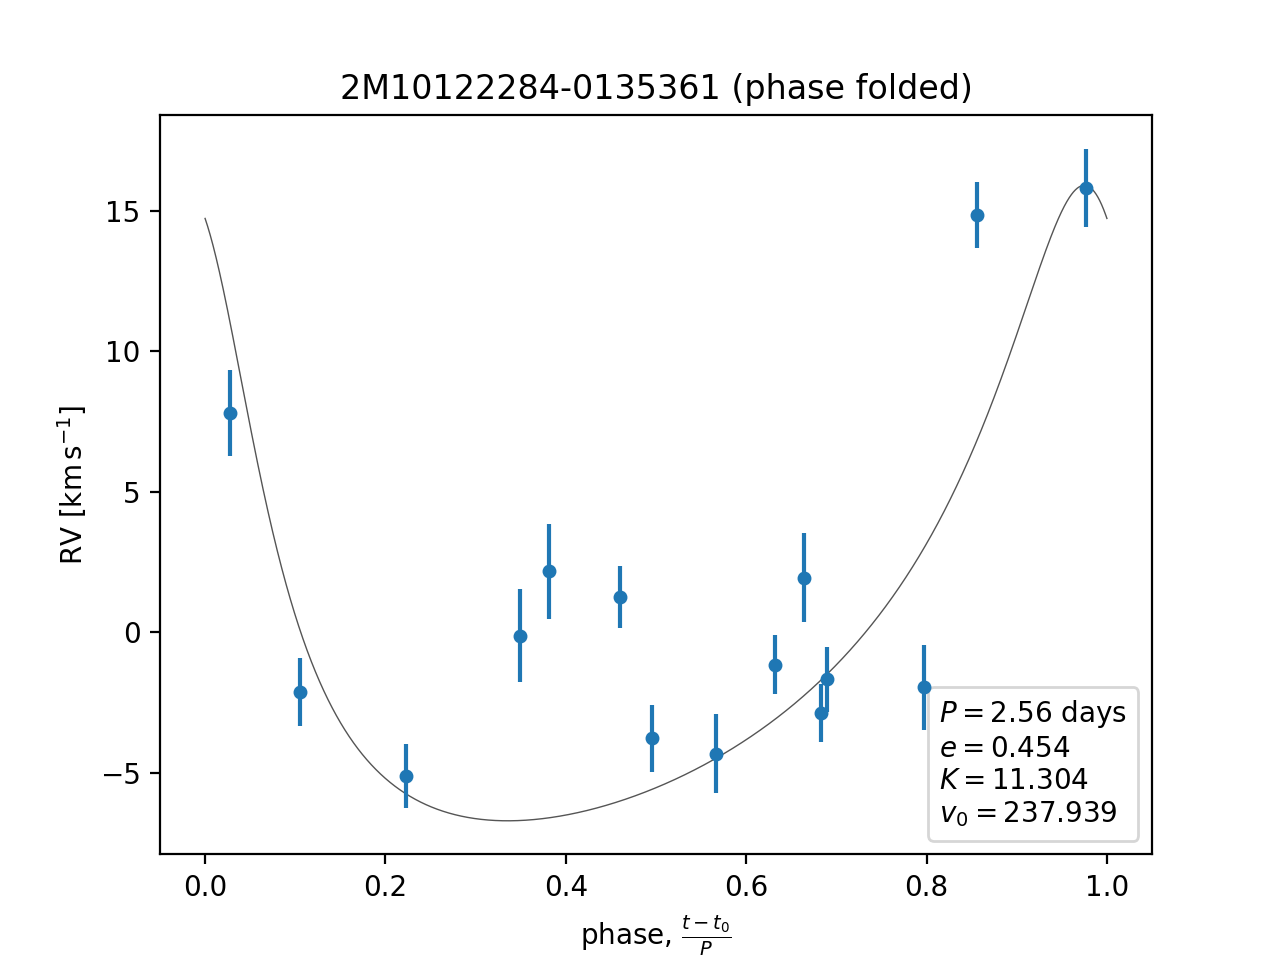 2M10122284-0135361 (phase folded)
RV [km s⁻¹]
15
10
5
0
−5
P = 2.56 days
e = 0.454
K = 11.304
v₀ = 237.939
0.0 0.2 0.4 0.6 0.8 1.0
phase, (t − t₀)/P